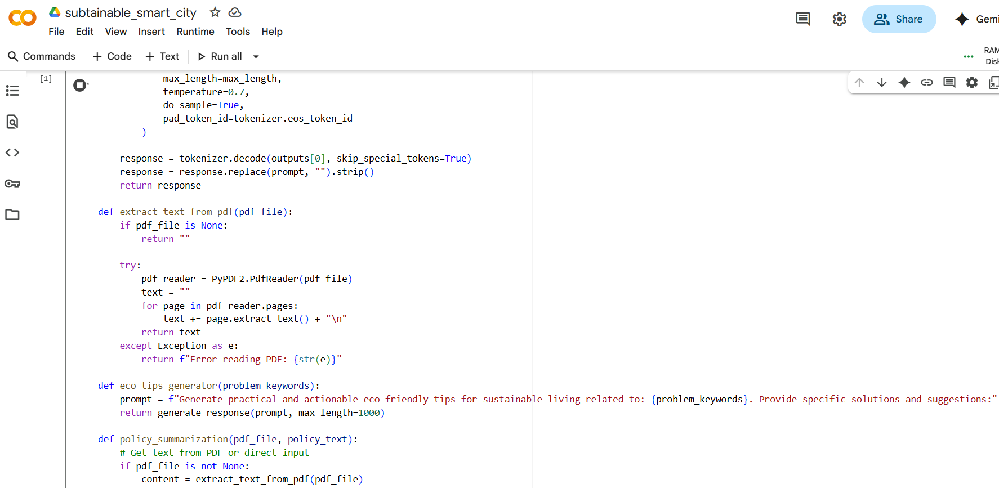 subtainable_smart_city
File Edit View Insert Runtime Tools Help
Share
Gemi
Commands + Code + Text Run all
RAM
Disk
[1]
max_length=max_length,
temperature=0.7,
do_sample=True,
pad_token_id=tokenizer.eos_token_id
)
response = tokenizer.decode(outputs[0], skip_special_tokens=True)
response = response.replace(prompt, "").strip()
return response
def extract_text_from_pdf(pdf_file):
if pdf_file is None:
return ""
try:
pdf_reader = PyPDF2.PdfReader(pdf_file)
text = ""
for page in pdf_reader.pages:
text += page.extract_text() + "\n"
return text
except Exception as e:
return f"Error reading PDF: {str(e)}"
def eco_tips_generator(problem_keywords):
prompt = f"Generate practical and actionable eco-friendly tips for sustainable living related to: {problem_keywords}. Provide specific solutions and suggestions:"
return generate_response(prompt, max_length=1000)
def policy_summarization(pdf_file, policy_text):
# Get text from PDF or direct input
if pdf_file is not None:
content = extract_text_from_pdf(pdf_file)